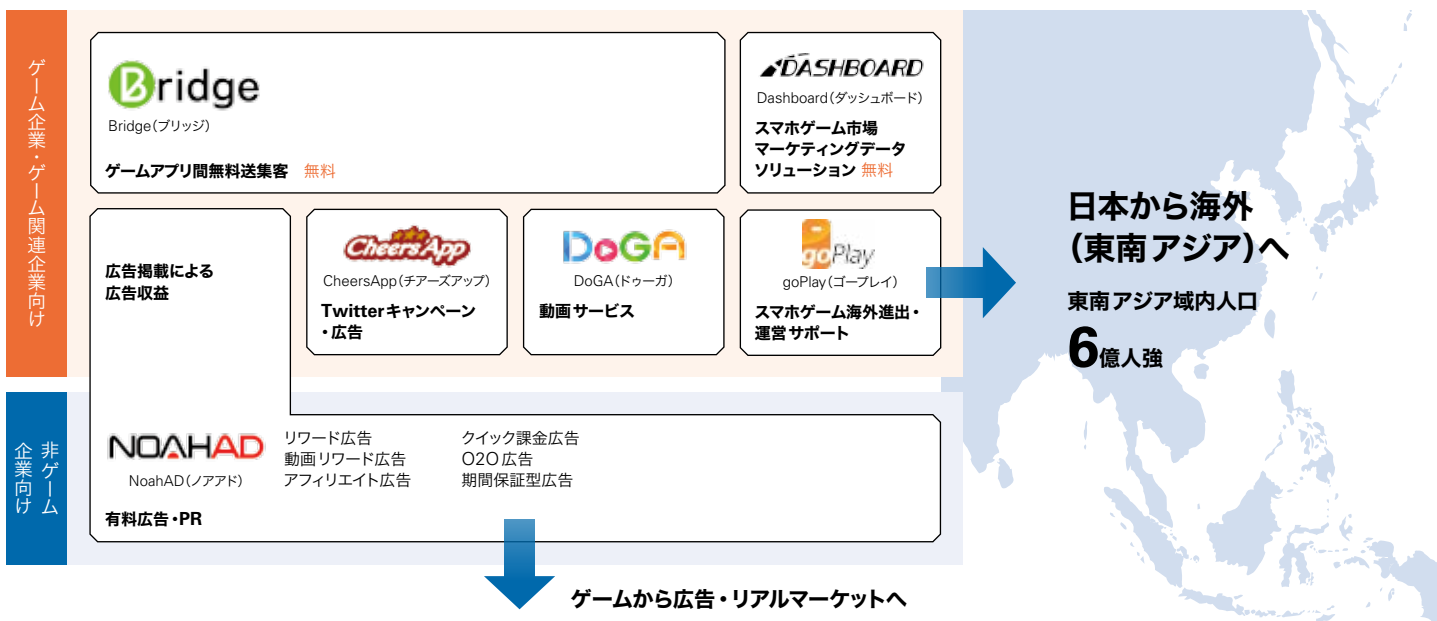 ゲーム企業・ゲーム関連企業向け
Bridge
Bridge（ブリッジ）
ゲームアプリ間無料送集客 無料
DASHBOARD
Dashboard（ダッシュボード）
スマホゲーム市場
マーケティングデータ
ソリューション 無料
広告掲載による
広告収益
Cheers App
CheersApp（チアーズアップ）
Twitterキャンペーン
・広告
DoGA
DoGA（ドゥーガ）
動画サービス
goPlay
goPlay（ゴープレイ）
スマホゲーム海外進出・
運営サポート
日本から海外
（東南アジア）へ
東南アジア域内人口
6億人強
非ゲーム
企業向け
NOAHAD
NoahAD（ノアアド）
リワード広告
動画リワード広告
アフィリエイト広告
クイック課金広告
O2O広告
期間保証型広告
有料広告・PR
ゲームから広告・リアルマーケットへ